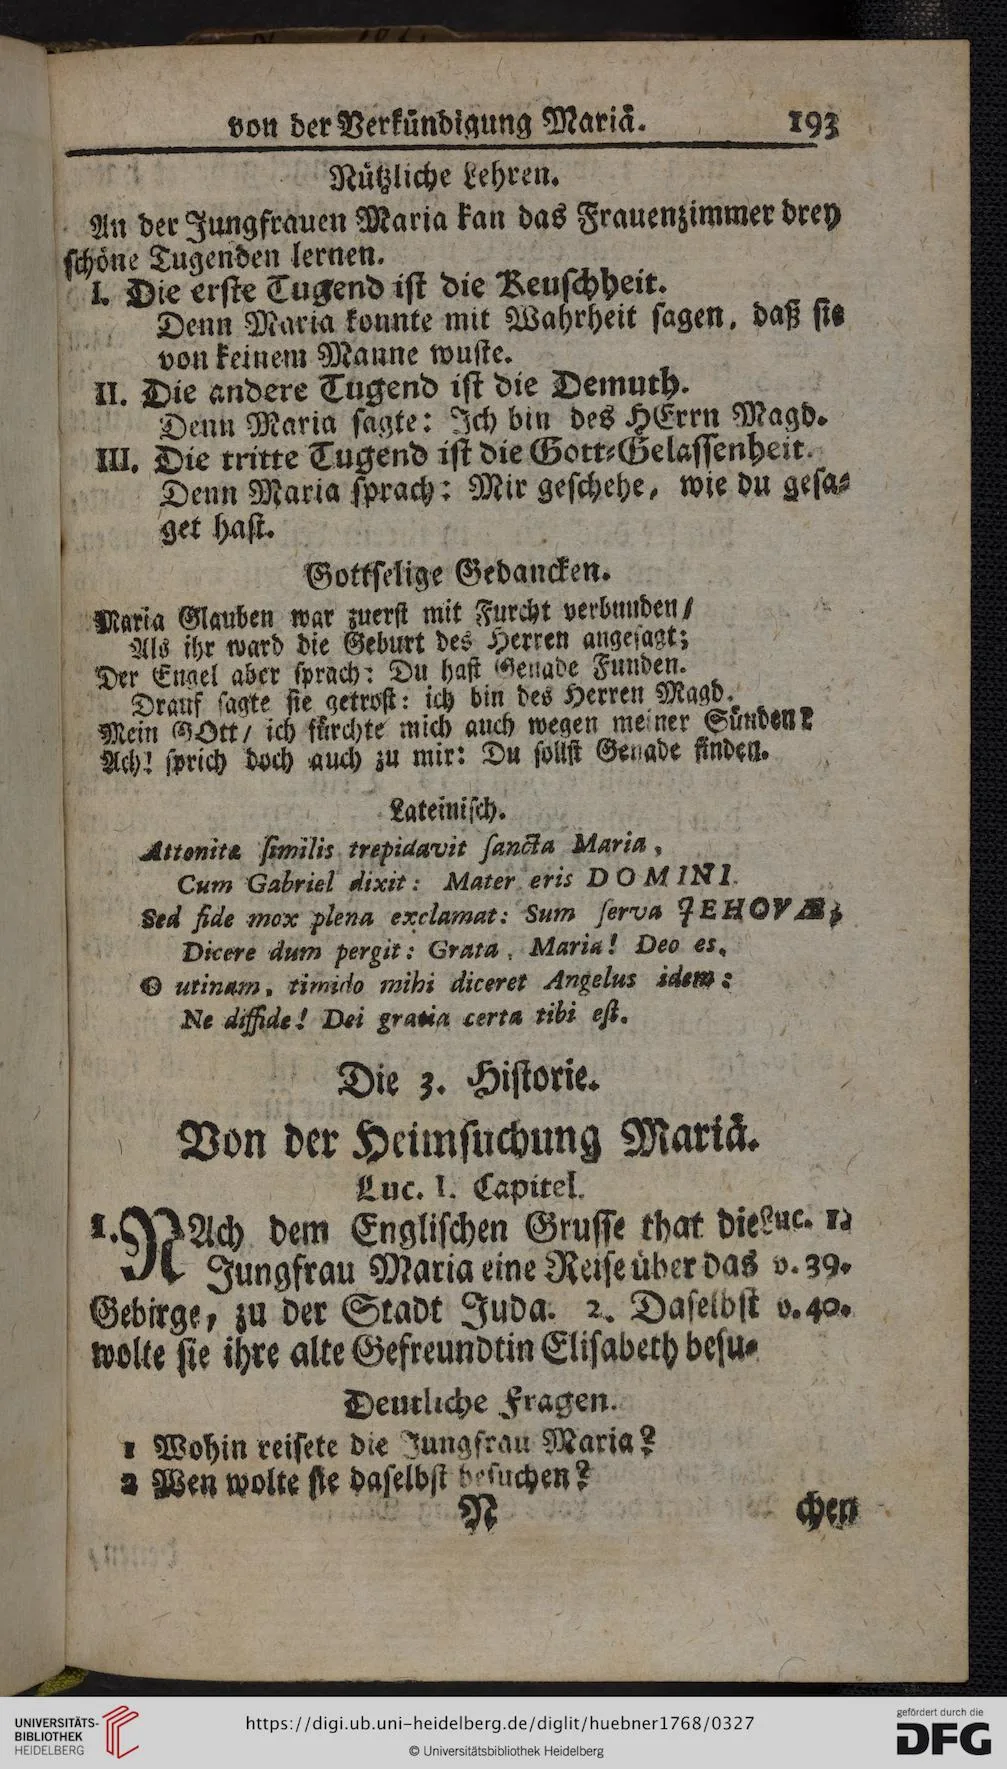 von der Verkündigung Mariä. 193
Nützliche Lehren.
An der Jungfrauen Maria kan das Frauenzimmer drey
schöne Tugenden lernen.
I. Die erste Tugend ist die Keuschheit.
Denn Maria konnte mit Wahrheit sagen, daß sie
von keinem Manne wuste.
II. Die andere Tugend ist die Demuth.
Denn Maria sagte: Ich bin des HErrn Magd.
III. Die tritte Tugend ist die Gott-Gelassenheit.
Denn Maria sprach: Mir geschehe, wie du gesa-
get hast.
Gottselige Gedancken.
Maria Glauben war zuerst mit Furcht verbunden/
Als ihr ward die Geburt des Herren angesagt;
Der Engel aber sprach: Du hast Genade Funden.
Drauf sagte sie getrost: ich bin des Herren Magd.
Mein GOtt/ ich fürchte mich auch wegen meiner Sünden?
Ach! sprich doch auch zu mir: Du sollst Genade finden.
Lateinisch.
Attonitæ ſimilis trepidavit ſancta Maria,
Cum Gabriel dixit: Mater eris DOMINI.
Sed fide mox plena exclamat: Sum ſerva JEHOVÆ;
Dicere dum pergit: Grata, Maria! Deo es,
O utinam, timido mihi diceret Angelus idem:
Ne diffide! Dei gratia certa tibi eſt.
Die 3. Historie.
Von der Heimsuchung Mariä.
Luc. 1. Capitel.
1. NAch dem Englischen Grusse that die Luc. 1.
Jungfrau Maria eine Reise über das v. 39.
Gebirge, zu der Stadt Juda. 2. Daselbst v. 40.
wolte sie ihre alte Gefreundtin Elisabeth besu-
Deutliche Fragen.
1 Wohin reisete die Jungfrau Maria?
2 Wen wolte sie daselbst besuchen?
N chen
UNIVERSITÄTS-
BIBLIOTHEK
HEIDELBERG
https://digi.ub.uni-heidelberg.de/diglit/huebner1768/0327
© Universitätsbibliothek Heidelberg
gefördert durch die
DFG